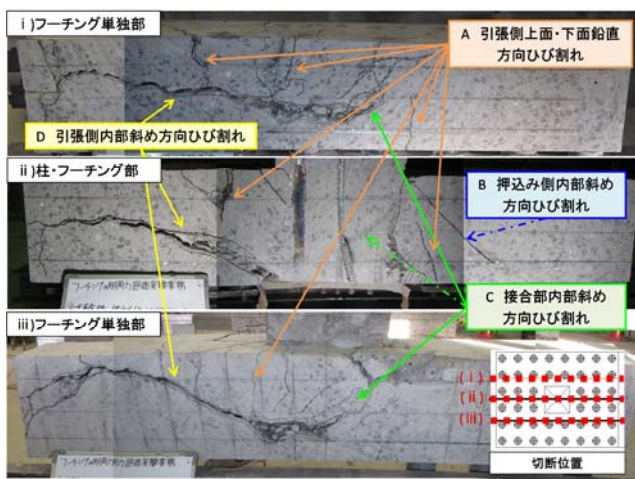 i )フーチング単独部
A 引張側上面・下面鉛直
方向ひび割れ
D 引張側内部斜め方向ひび割れ
ii )柱・フーチング部
B 押込み側内部斜め
方向ひび割れ
C 接合部内部斜め
方向ひび割れ
iii)フーチング単独部
( i )
( ii )
( iii )
切断位置